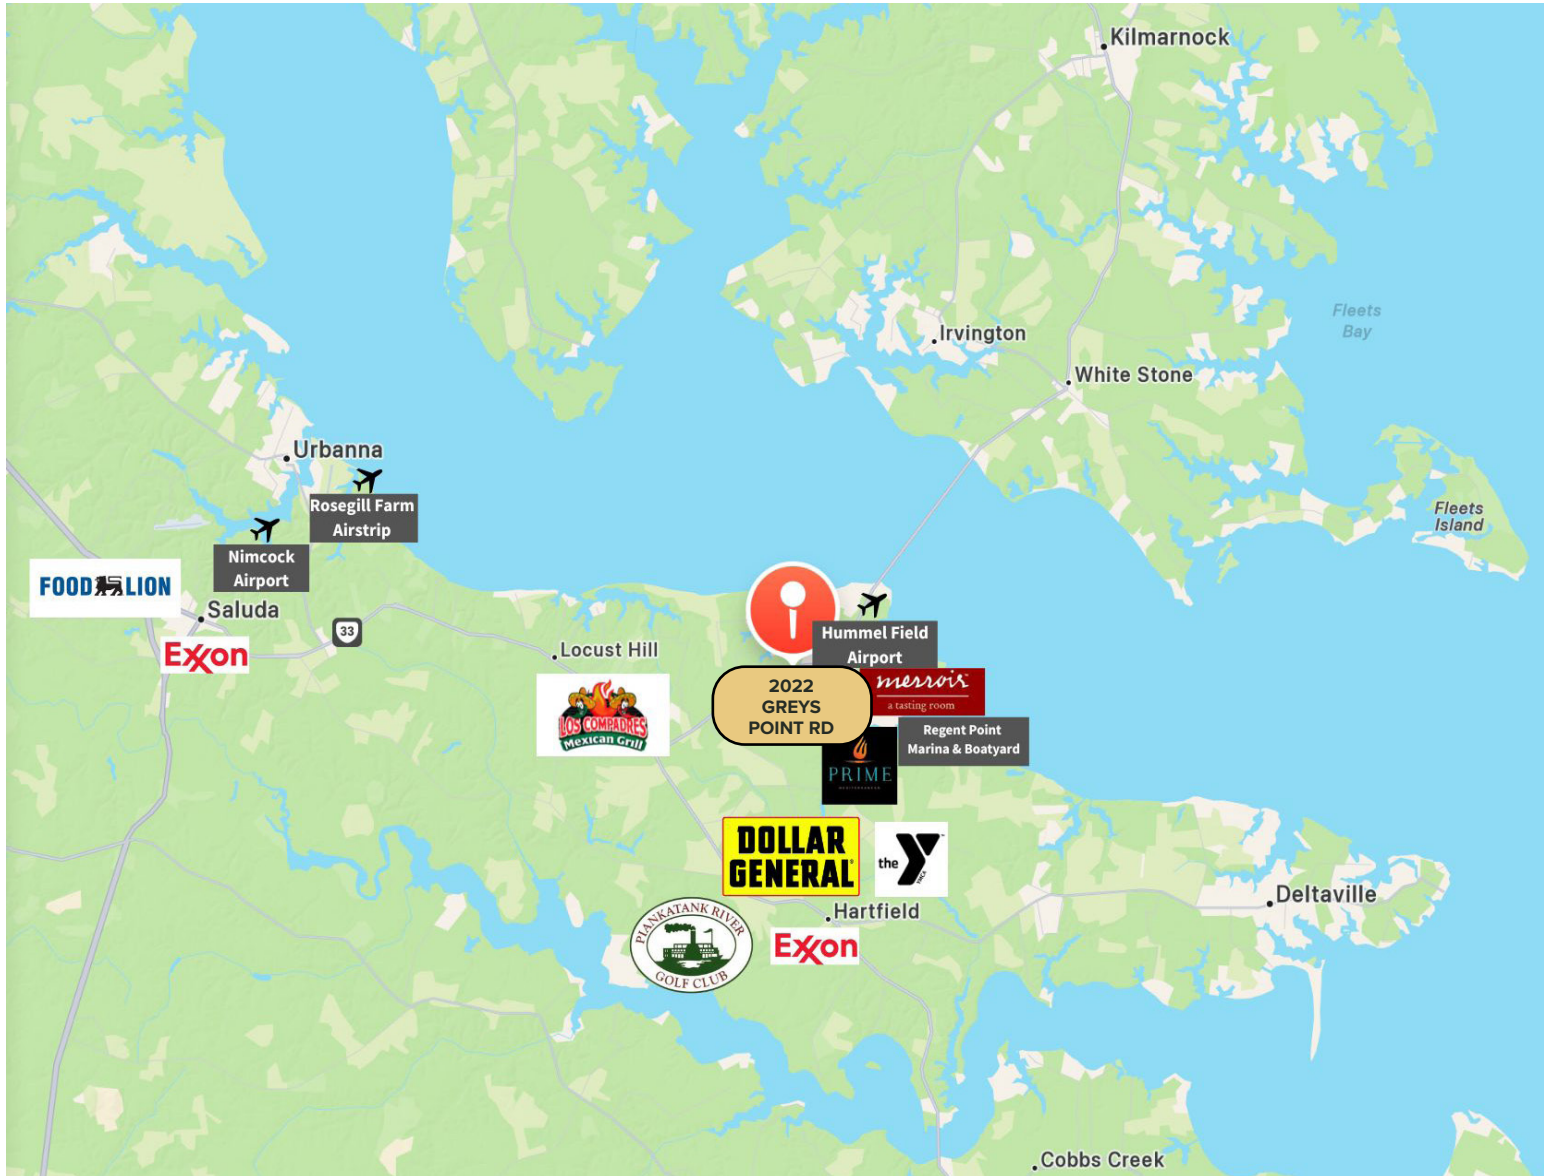 Kilmarnock
Fleets
Bay
Irvington
White Stone
Urbanna
Rosegill Farm
Airstrip
Fleets
Island
Nimcock
Airport
FOOD LION
Saluda
33
Exxon
Locust Hill
Hummel Field
Airport
merroir
a tasting room
2022
GREYS
POINT RD
LOS COMPADRES
Mexican Grill
Regent Point
Marina & Boatyard
PRIME
DOLLAR
GENERAL
the Y
YMCA
Deltaville
Hartfield
PIANKATANK RIVER
GOLF CLUB
Exxon
Cobbs Creek